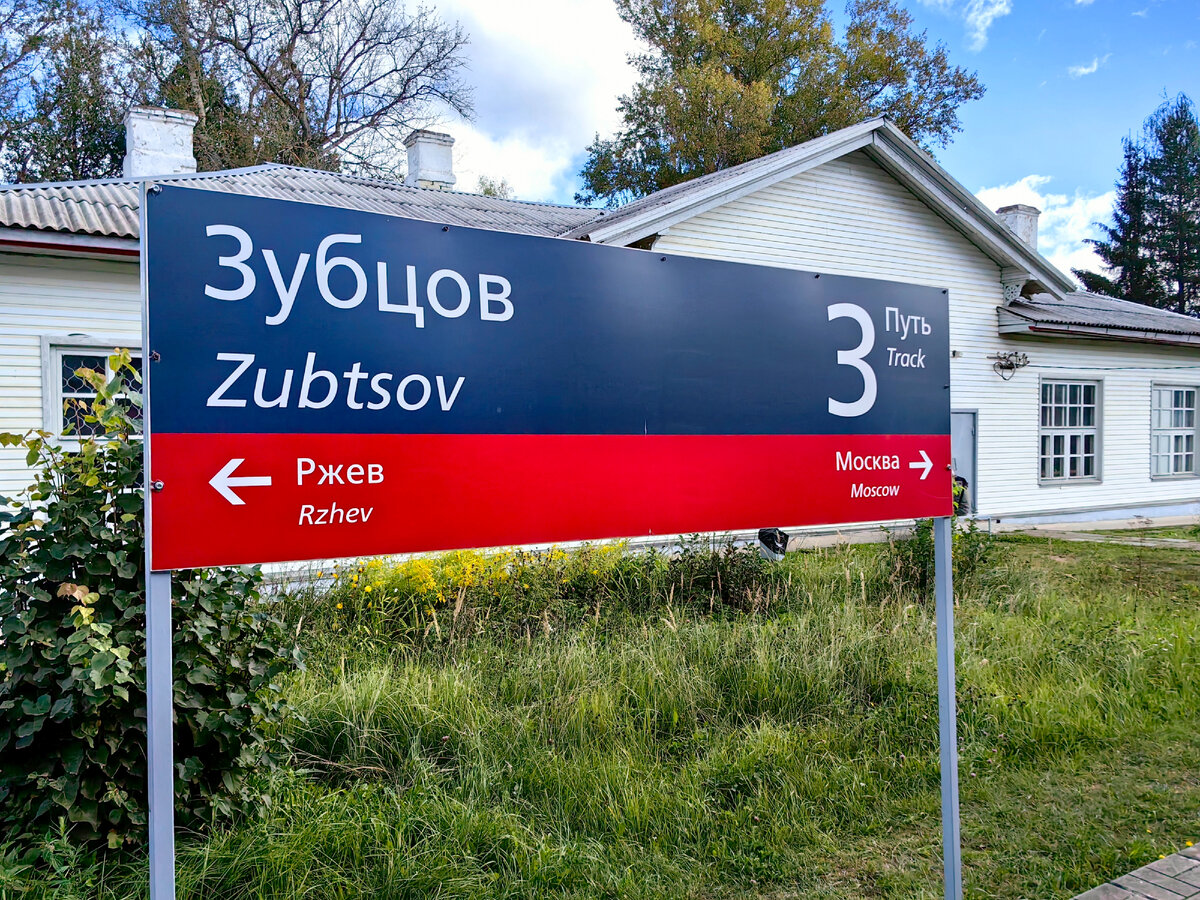 Зубцов
Zubtsov
3 Путь
Track
← Ржев
Rzhev
Москва →
Moscow